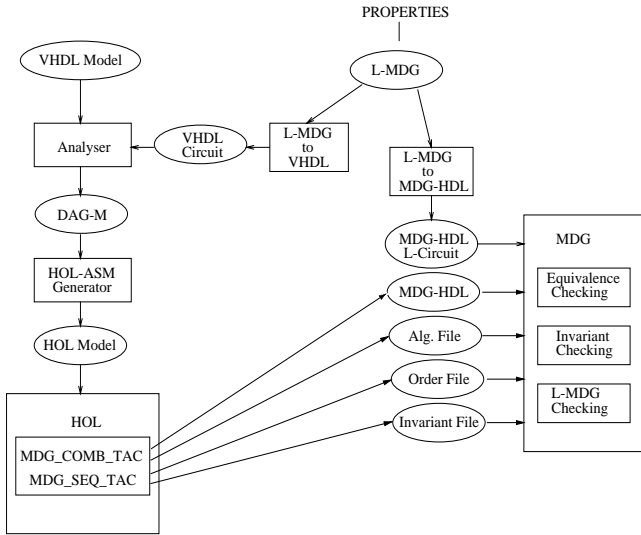 PROPERTIES
VHDL Model
L-MDG
Analyser
VHDL
Circuit
L-MDG
to
VHDL
L-MDG
to
MDG-HDL
DAG-M
MDG-HDL
L-Circuit
MDG
HOL-ASM
Generator
MDG-HDL
Equivalence
Checking
HOL Model
Alg. File
Invariant
Checking
Order File
L-MDG
Checking
HOL
Invariant File
MDG_COMB_TAC
MDG_SEQ_TAC